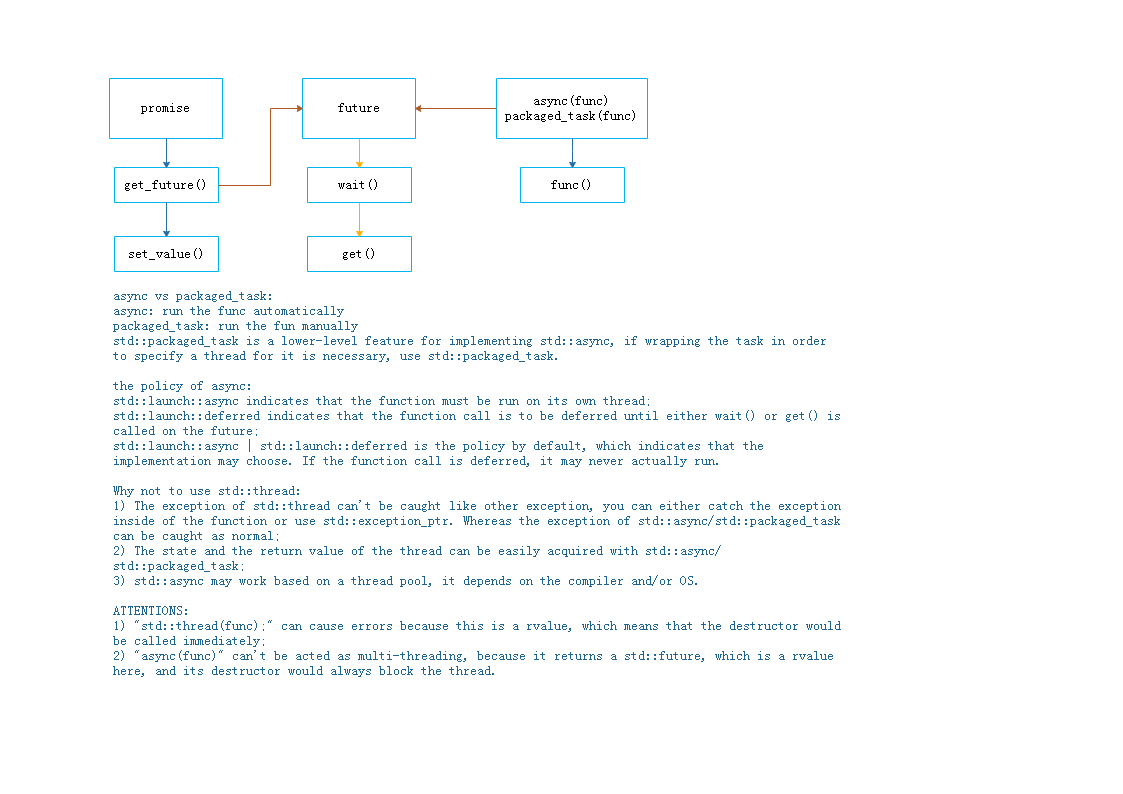 promise
future
async(func)
packaged_task(func)
get_future()
wait()
func()
set_value()
get()
async vs packaged_task:
async: run the func automatically
packaged_task: run the fun manually
std::packaged_task is a lower-level feature for implementing std::async, if wrapping the task in order
to specify a thread for it is necessary, use std::packaged_task.
the policy of async:
std::launch::async indicates that the function must be run on its own thread;
std::launch::deferred indicates that the function call is to be deferred until either wait() or get() is
called on the future;
std::launch::async | std::launch::deferred is the policy by default, which indicates that the
implementation may choose. If the function call is deferred, it may never actually run.
Why not to use std::thread:
1) The exception of std::thread can't be caught like other exception, you can either catch the exception
inside of the function or use std::exception_ptr. Whereas the exception of std::async/std::packaged_task
can be caught as normal;
2) The state and the return value of the thread can be easily acquired with std::async/
std::packaged_task;
3) std::async may work based on a thread pool, it depends on the compiler and/or OS.
ATTENTIONS:
1) "std::thread(func);" can cause errors because this is a rvalue, which means that the destructor would
be called immediately;
2) "async(func)" can't be acted as multi-threading, because it returns a std::future, which is a rvalue
here, and its destructor would always block the thread.